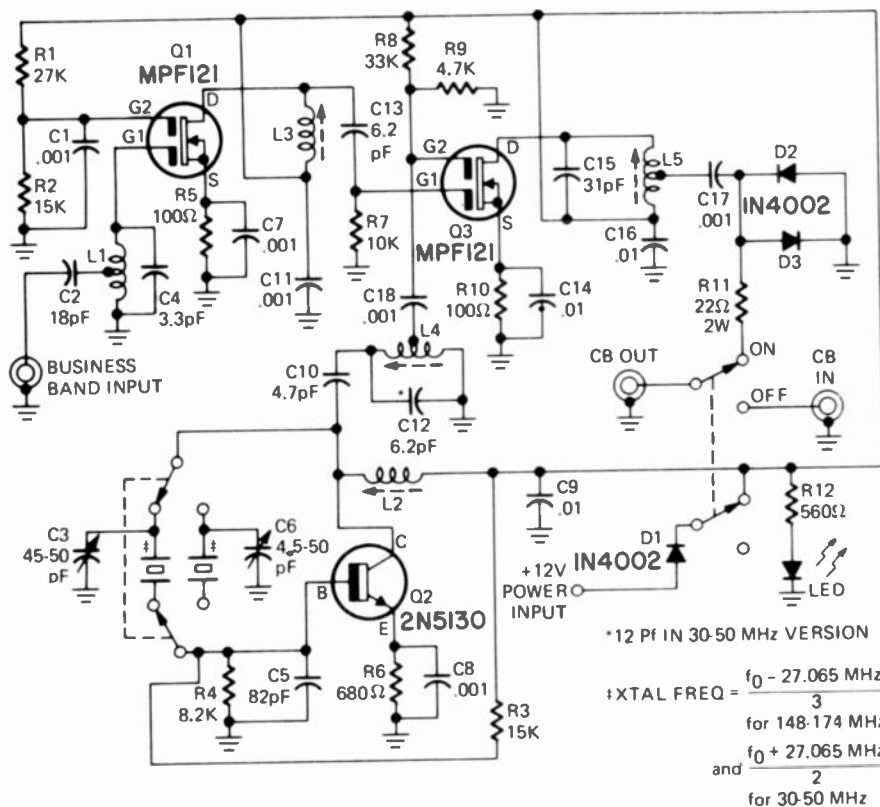 R1
27K
Q1
MPF121
G2
G1
D
S
C1
.001
R2
15K
R5
100Ω
C7
.001
L1
C2
18pF
C4
3.3pF
BUSINESS
BAND INPUT
L3
C11
.001
C13
6.2
pF
R7
10K
R8
33K
R9
4.7K
G2
G1
D
S
Q3
MPF121
C18
.001
R10
100Ω
C14
.01
C15
31pF
L5
C16
.01
C17
.001
D2
IN4002
D3
R11
22Ω
2W
CB OUT
ON
OFF
CB
IN
L4
C10
4.7pF
*
C12
6.2pF
L2
C9
.01
R12
560Ω
LED
D1
IN4002
+12V
POWER
INPUT
C3
45-50
pF
‡
‡
C6
4.5-50
pF
B
C
E
Q2
2N5130
R4
8.2K
C5
82pF
R6
680Ω
C8
.001
R3
15K
*12 Pf IN 30-50 MHz VERSION
‡XTAL FREQ = f0 − 27.065 MHz
3
for 148-174 MHz
and f0 + 27.065 MHz
2
for 30-50 MHz